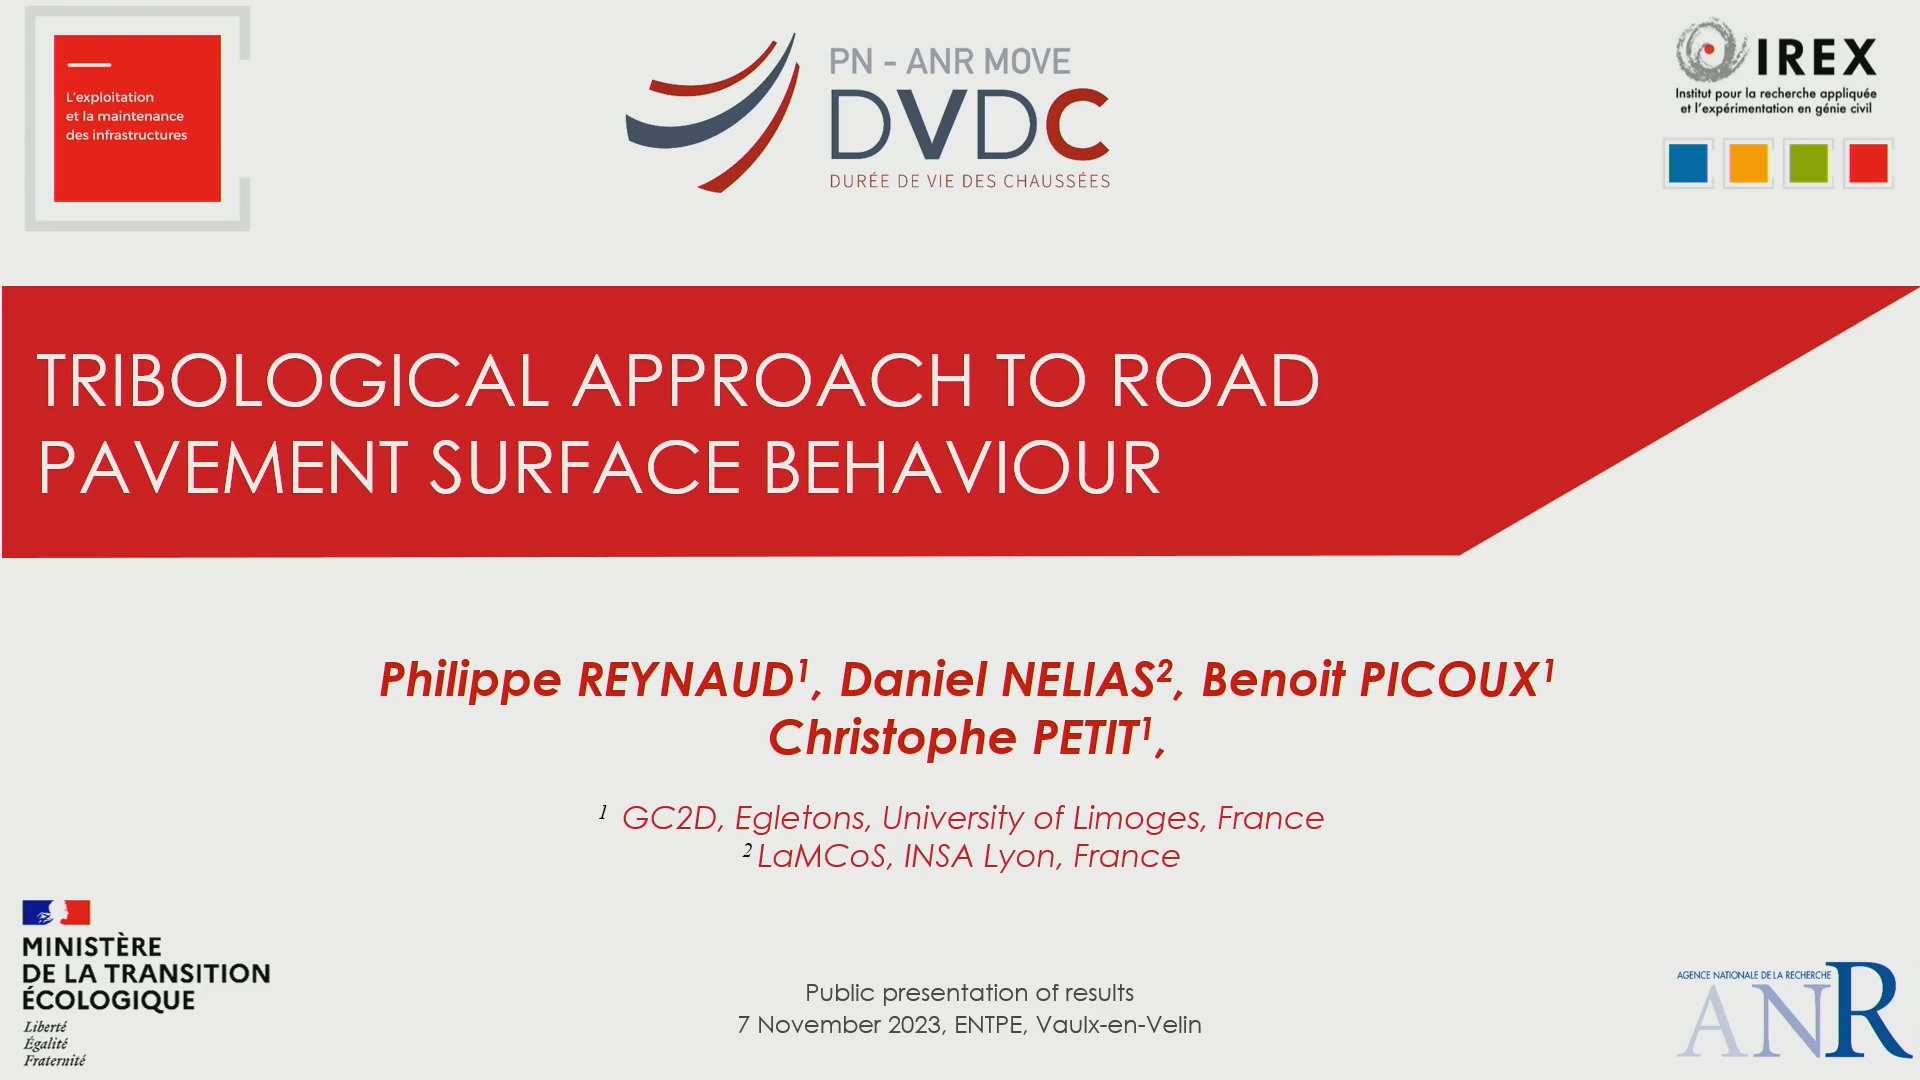 L'exploitation
et la maintenance
des infrastructures
PN - ANR MOVE
DVDC
DURÉE DE VIE DES CHAUSSÉES
IREX
Institut pour la recherche appliquée
et l'expérimentation en génie civil
TRIBOLOGICAL APPROACH TO ROAD
PAVEMENT SURFACE BEHAVIOUR
Philippe REYNAUD¹, Daniel NELIAS², Benoit PICOUX¹
Christophe PETIT¹,
¹ GC2D, Egletons, University of Limoges, France
² LaMCoS, INSA Lyon, France
MINISTÈRE
DE LA TRANSITION
ÉCOLOGIQUE
Liberté
Égalité
Fraternité
Public presentation of results
7 November 2023, ENTPE, Vaulx-en-Velin
AGENCE NATIONALE DE LA RECHERCHE
ANR